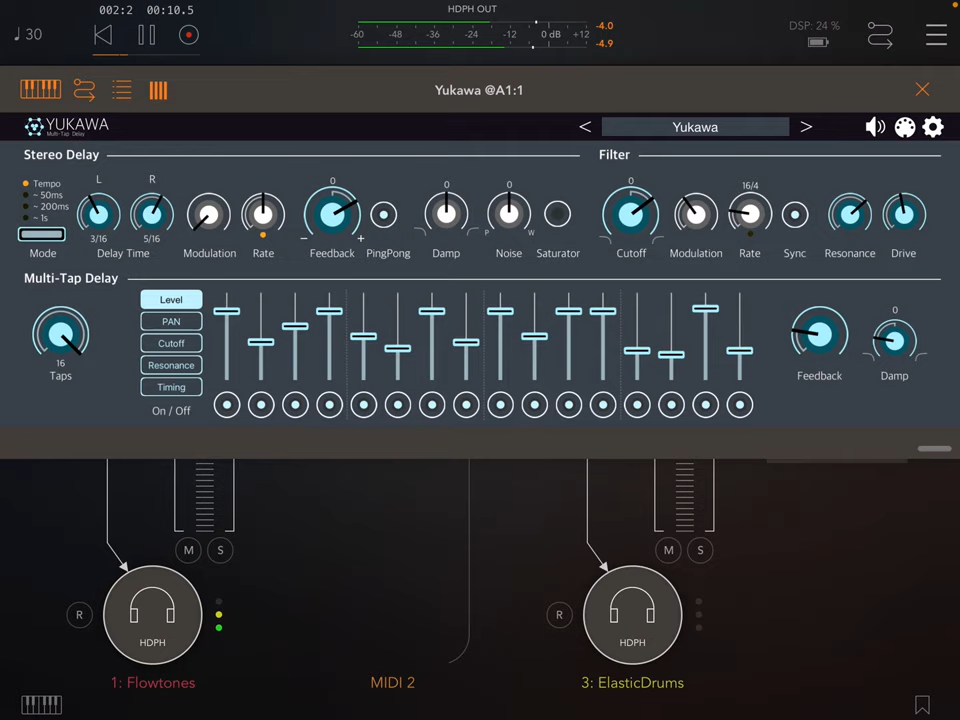 002:2 00:10.5
HDPH OUT
♩30
-60 -48 -36 -24 -12 0 dB +12
-4.0
-4.9
DSP: 24 %
Yukawa @A1:1
YUKAWA
Multi-Tap Delay
< Yukawa >
Stereo Delay
Filter
Tempo
~ 50ms
~ 200ms
~ 1s
Mode
L R
3/16 5/16
Delay Time
Modulation
Rate
0
− +
Feedback
PingPong
0
Damp
0
P W
Noise
Saturator
0
Cutoff
Modulation
16/4
Rate
Sync
Resonance
Drive
Multi-Tap Delay
16
Taps
Level
PAN
Cutoff
Resonance
Timing
On / Off
Feedback
0
Damp
M S
M S
R
HDPH
R
HDPH
1: Flowtones
MIDI 2
3: ElasticDrums